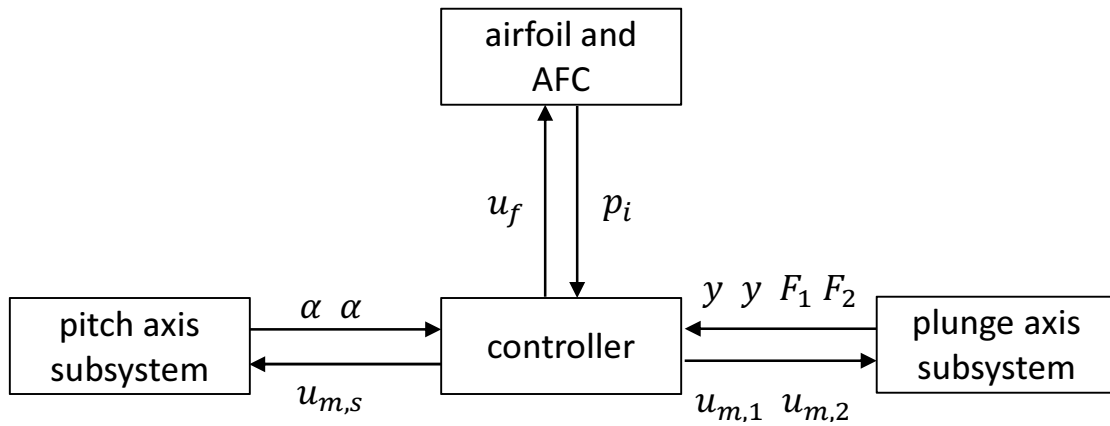 airfoil and
AFC
u_f
p_i
α α
y y F_1 F_2
pitch axis
subsystem
controller
plunge axis
subsystem
u_{m,s}
u_{m,1} u_{m,2}